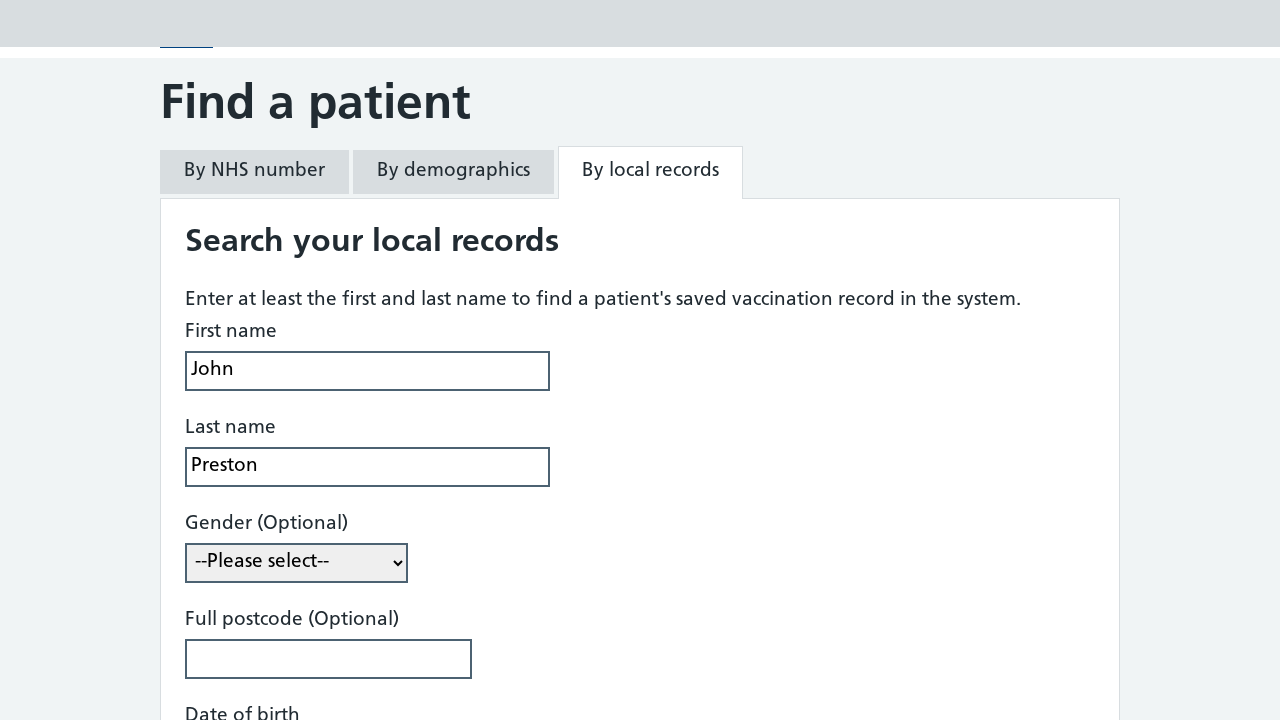 Find a patient
By NHS number
By demographics
By local records
Search your local records
Enter at least the first and last name to find a patient's saved vaccination record in the system.
First name
John
Last name
Preston
Gender (Optional)
--Please select--
Full postcode (Optional)
Date of birth